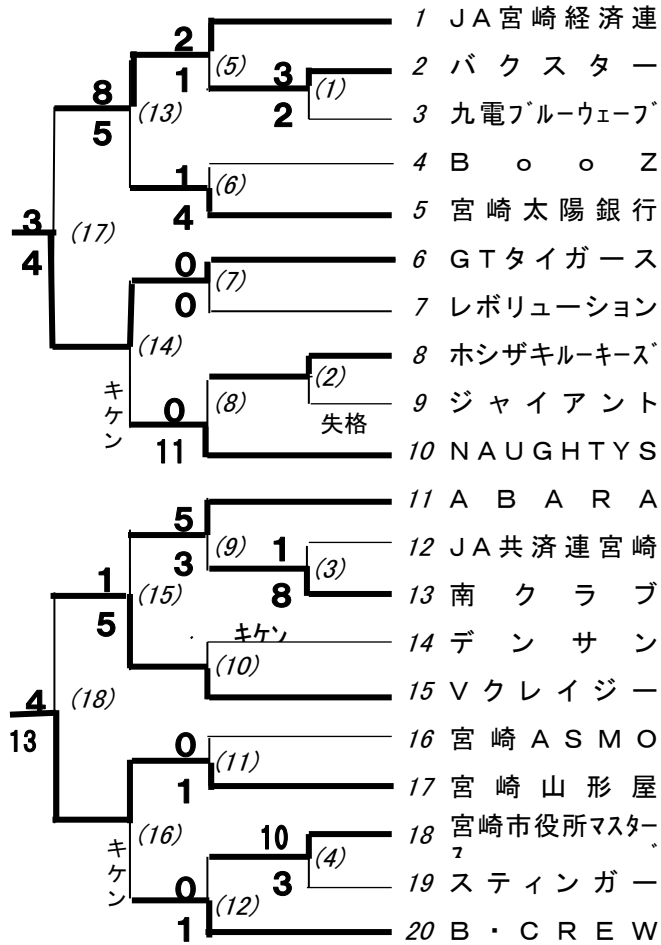 1 JA宮崎経済連
2
(5)
3
2 バクスター
1
(1)
8
(13)
2
3 九電ブルーウェーブ
5
4 BooZ
1
(6)
4
5 宮崎太陽銀行
3
(17)
4
0
6 GTタイガース
(7)
0
7 レボリューション
(14)
8 ホシザキルーキーズ
(2)
キケン
(8)
9 ジャイアント
0
失格
11
10 NAUGHTYS
11 ABARA
5
(9)
1
12 JA共済連宮崎
3
(3)
1
(15)
8
13 南クラブ
5
キケン
14 デンサン
(10)
15 Vクレイジー
4
(18)
13
0
16 宮崎ASMO
(11)
1
17 宮崎山形屋
(16)
10
18 宮崎市役所マスターズ
(4)
キケン
3
19 スティンガー
0
(12)
1
20 B・CREW